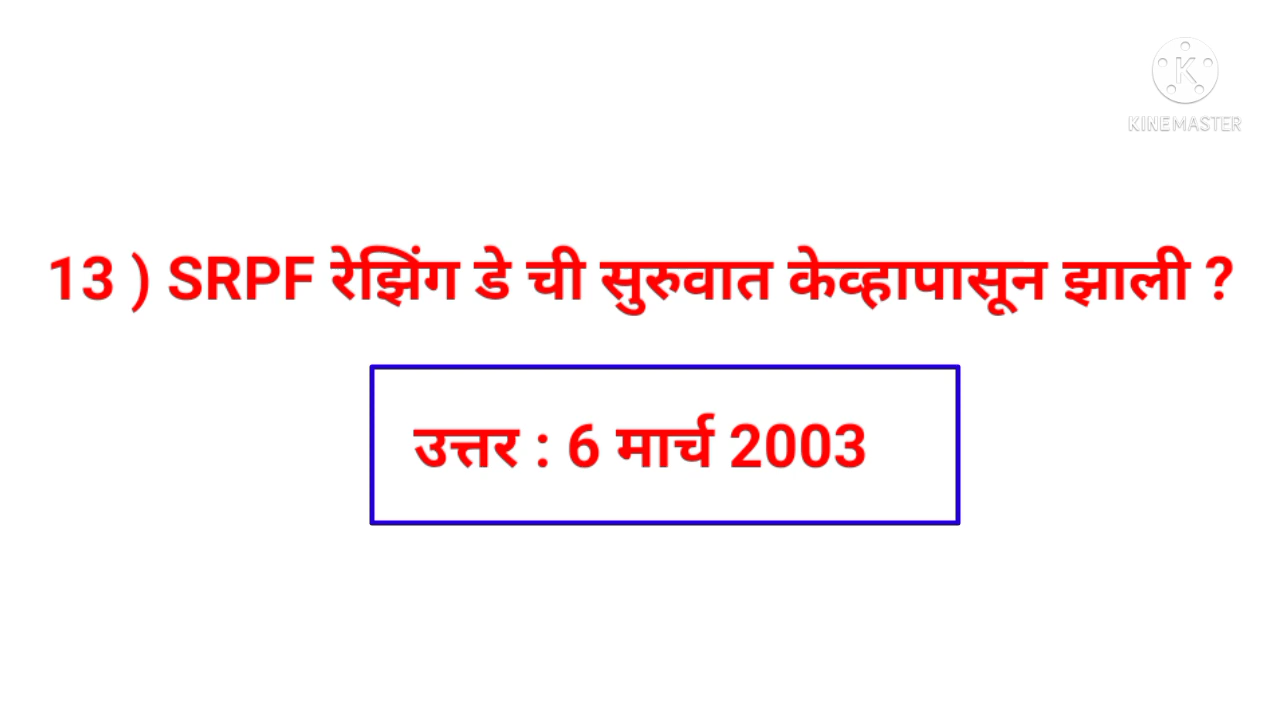 KINEMASTER
13 ) SRPF रेझिंग डे ची सुरुवात केव्हापासून झाली ?
उत्तर : 6 मार्च 2003